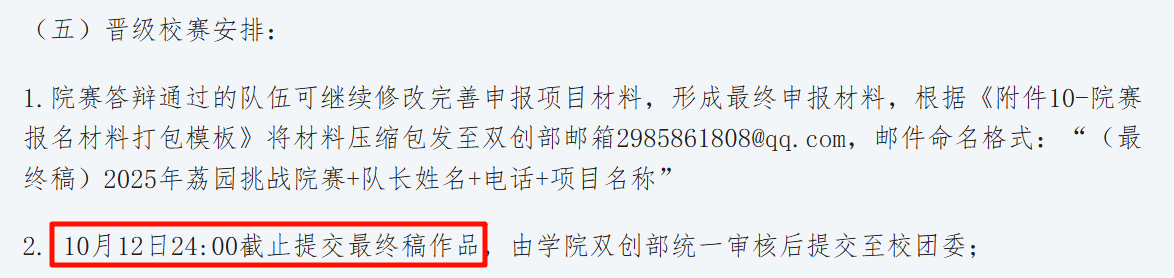 （五）晋级校赛安排：
1.院赛答辩通过的队伍可继续修改完善申报项目材料，形成最终申报材料，根据《附件10-院赛
报名材料打包模板》将材料压缩包发至双创部邮箱2985861808@qq.com，邮件命名格式：“（最
终稿）2025年荔园挑战院赛+队长姓名+电话+项目名称”
2. 10月12日24:00截止提交最终稿作品，由学院双创部统一审核后提交至校团委；